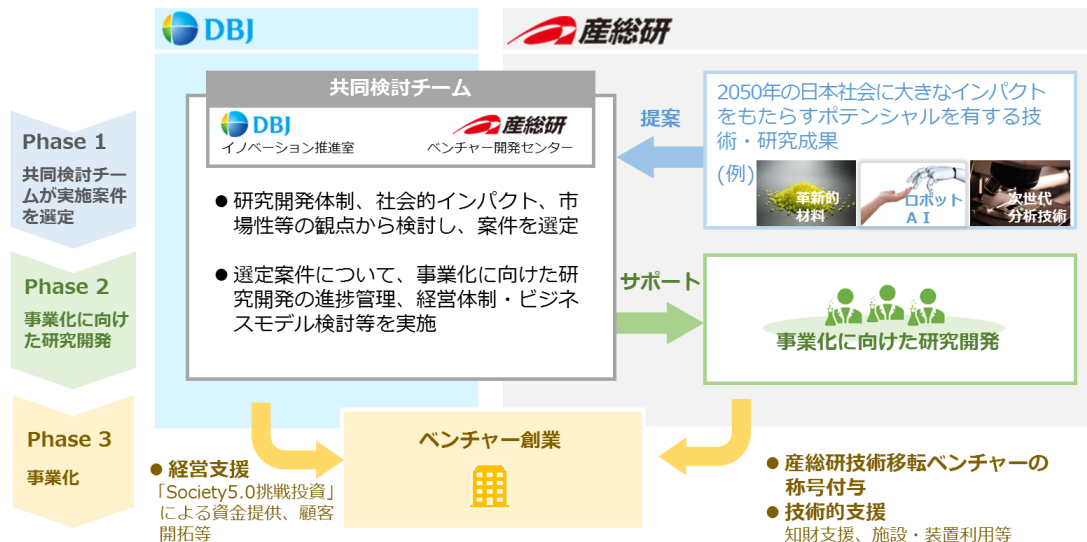 DBJ
産総研
共同検討チーム
DBJ
産総研
イノベーション推進室
ベンチャー開発センター
提案
2050年の日本社会に大きなインパクト
をもたらすポテンシャルを有する技
術・研究成果
(例)
革新的
材料
ロボット
ＡＩ
次世代
分析技術
Phase 1
共同検討チー
ムが実施案件
を選定
●研究開発体制、社会的インパクト、市
場性等の観点から検討し、案件を選定
●選定案件について、事業化に向けた研
究開発の進捗管理、経営体制・ビジネ
スモデル検討等を実施
Phase 2
事業化に向け
た研究開発
サポート
事業化に向けた研究開発
Phase 3
事業化
ベンチャー創業
●経営支援
「Society5.0挑戦投資」
による資金提供、顧客
開拓等
●産総研技術移転ベンチャーの
称号付与
●技術的支援
知財支援、施設・装置利用等